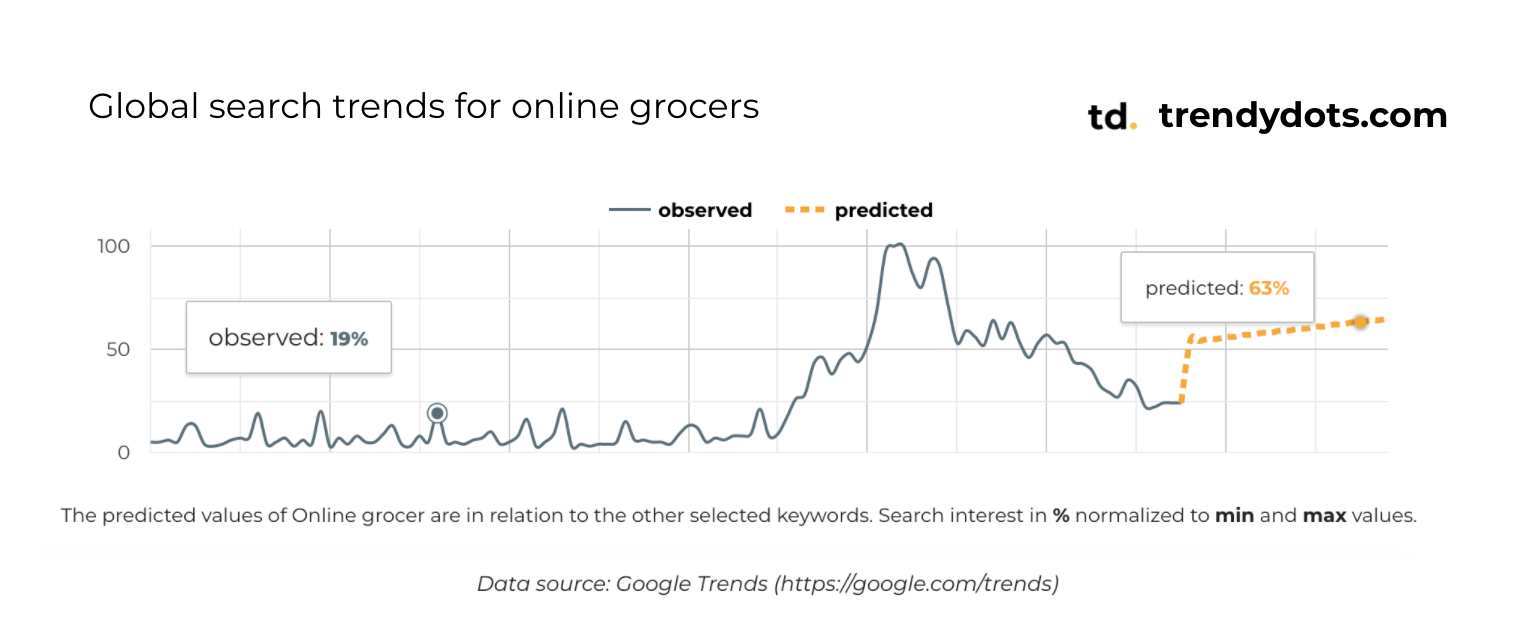 Global search trends for online grocers
td. trendydots.com
observed predicted
100
predicted: 63%
observed: 19%
50
0
The predicted values of Online grocer are in relation to the other selected keywords. Search interest in % normalized to min and max values.
Data source: Google Trends (https://google.com/trends)